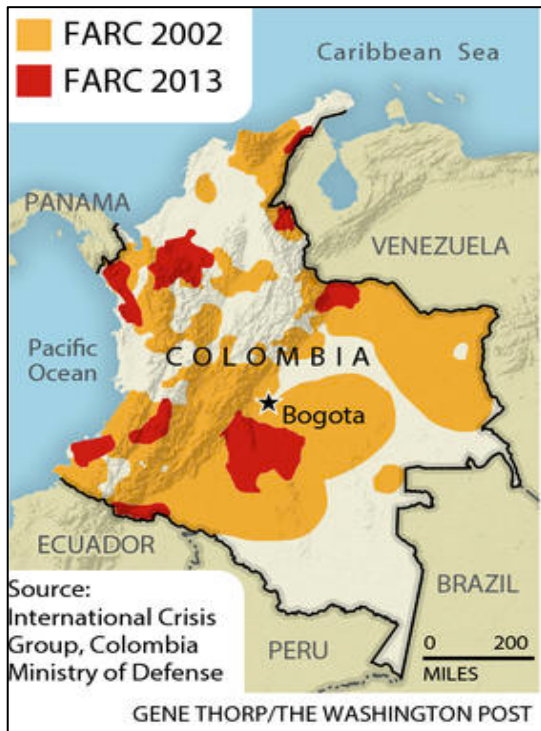 FARC 2002
FARC 2013
Caribbean Sea
PANAMA
VENEZUELA
Pacific
Ocean
COLOMBIA
Bogota
ECUADOR
BRAZIL
PERU
Source:
International Crisis
Group, Colombia
Ministry of Defense
0 200
MILES
GENE THORP/THE WASHINGTON POST